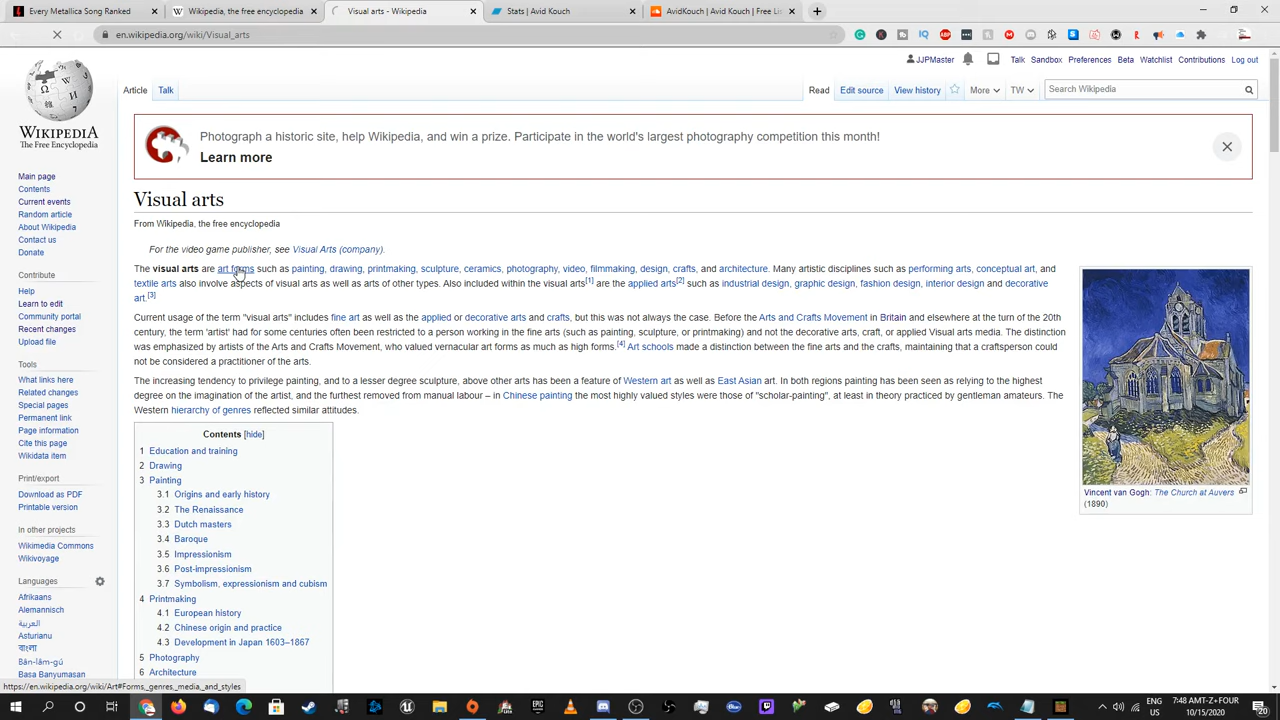 Every Metallica Song Ranked
Wikipedia, the free encyclopedia
Visual arts - Wikipedia
Stats | Avid Kouch
AvidKouch | Avid Kouch | Free Lis
en.wikipedia.org/wiki/Visual_arts
JJPMaster Talk Sandbox Preferences Beta Watchlist Contributions Log out
Article Talk Read Edit source View history More TW Search Wikipedia
WIKIPEDIA
The Free Encyclopedia
Photograph a historic site, help Wikipedia, and win a prize. Participate in the world's largest photography competition this month!
Learn more
Main page
Contents
Current events
Random article
About Wikipedia
Contact us
Donate
Contribute
Help
Learn to edit
Community portal
Recent changes
Upload file
Tools
What links here
Related changes
Special pages
Permanent link
Page information
Cite this page
Wikidata item
Print/export
Download as PDF
Printable version
In other projects
Wikimedia Commons
Wikivoyage
Languages
Afrikaans
Alemannisch
العربية
Asturianu
বাংলা
Bân-lâm-gú
Basa Banyumasan
Visual arts
From Wikipedia, the free encyclopedia
For the video game publisher, see Visual Arts (company).
The visual arts are art forms such as painting, drawing, printmaking, sculpture, ceramics, photography, video, filmmaking, design, crafts, and architecture. Many artistic disciplines such as performing arts, conceptual art, and
textile arts also involve aspects of visual arts as well as arts of other types. Also included within the visual arts[1] are the applied arts[2] such as industrial design, graphic design, fashion design, interior design and decorative
art.[3]
Current usage of the term "visual arts" includes fine art as well as the applied or decorative arts and crafts, but this was not always the case. Before the Arts and Crafts Movement in Britain and elsewhere at the turn of the 20th
century, the term 'artist' had for some centuries often been restricted to a person working in the fine arts (such as painting, sculpture, or printmaking) and not the decorative arts, craft, or applied Visual arts media. The distinction
was emphasized by artists of the Arts and Crafts Movement, who valued vernacular art forms as much as high forms.[4] Art schools made a distinction between the fine arts and the crafts, maintaining that a craftsperson could
not be considered a practitioner of the arts.
The increasing tendency to privilege painting, and to a lesser degree sculpture, above other arts has been a feature of Western art as well as East Asian art. In both regions painting has been seen as relying to the highest
degree on the imagination of the artist, and the furthest removed from manual labour – in Chinese painting the most highly valued styles were those of "scholar-painting", at least in theory practiced by gentleman amateurs. The
Western hierarchy of genres reflected similar attitudes.
Contents [hide]
1 Education and training
2 Drawing
3 Painting
3.1 Origins and early history
3.2 The Renaissance
3.3 Dutch masters
3.4 Baroque
3.5 Impressionism
3.6 Post-impressionism
3.7 Symbolism, expressionism and cubism
4 Printmaking
4.1 European history
4.2 Chinese origin and practice
4.3 Development in Japan 1603–1867
5 Photography
6 Architecture
Vincent van Gogh: The Church at Auvers
(1890)
https://en.wikipedia.org/wiki/Art#Forms,_genres,_media,_and_styles
ENG
US
7:48 AMT-Z+FOUR
10/15/2020